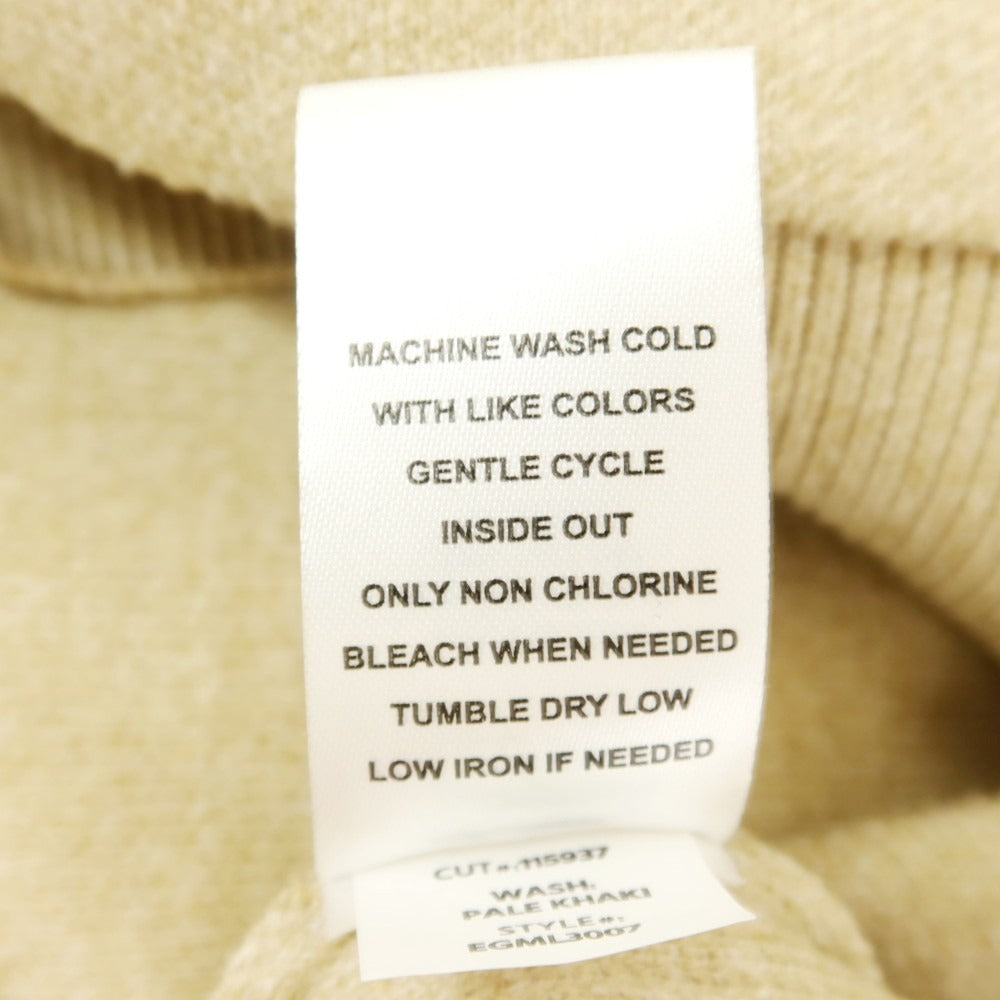 MACHINE WASH COLD
WITH LIKE COLORS
GENTLE CYCLE
INSIDE OUT
ONLY NON CHLORINE
BLEACH WHEN NEEDED
TUMBLE DRY LOW
LOW IRON IF NEEDED
CUT#:115937
WASH:
PALE KHAKI
STYLE#:
EGML3007